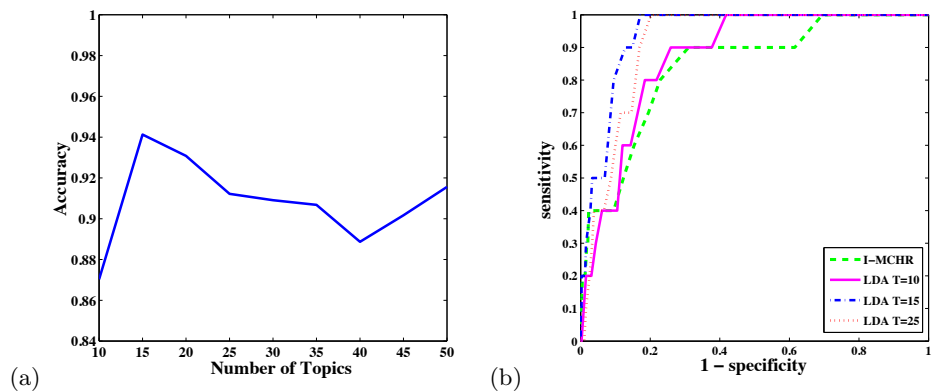 1
0.98
0.96
0.94
0.92
0.9
0.88
0.86
0.84
Accuracy
10 15 20 25 30 35 40 45 50
Number of Topics
(a)
1
0.9
0.8
0.7
0.6
0.5
0.4
0.3
0.2
0.1
0
sensitivity
I−MCHR
LDA T=10
LDA T=15
LDA T=25
0 0.2 0.4 0.6 0.8 1
1 − specificity
(b)